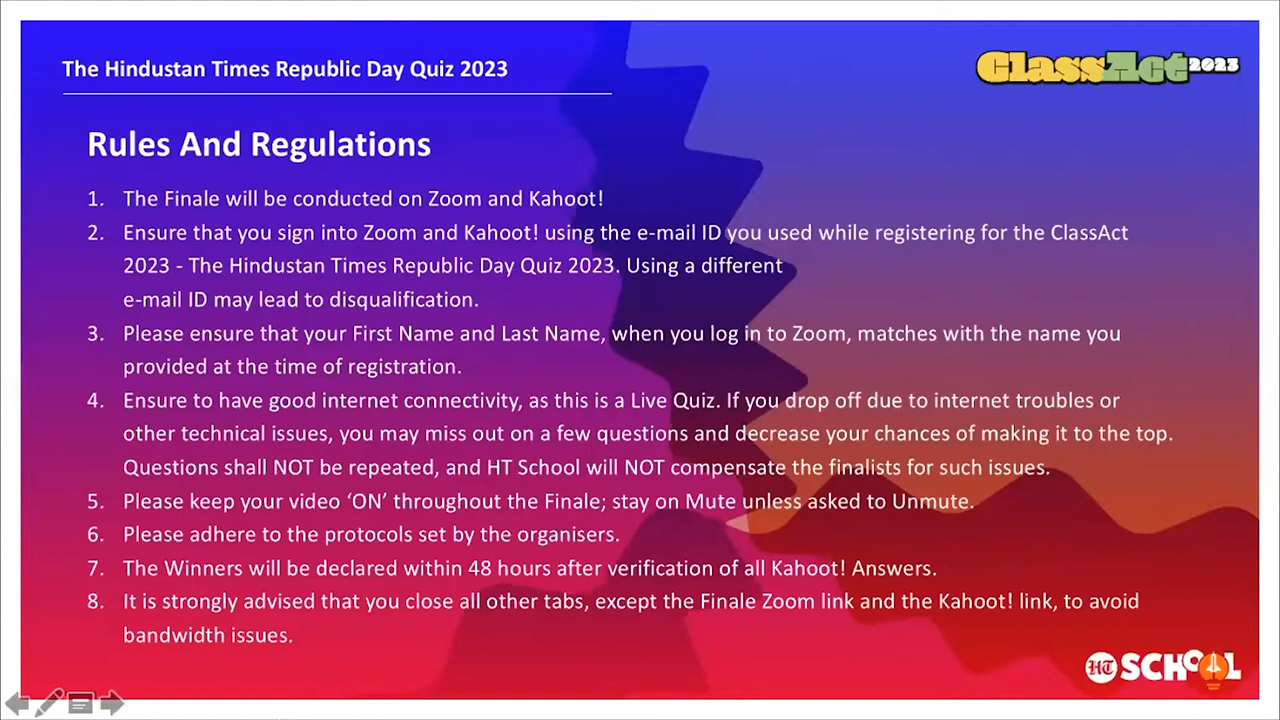 The Hindustan Times Republic Day Quiz 2023
ClassAct 2023
Rules And Regulations
1. The Finale will be conducted on Zoom and Kahoot!
2. Ensure that you sign into Zoom and Kahoot! using the e-mail ID you used while registering for the ClassAct
2023 - The Hindustan Times Republic Day Quiz 2023. Using a different
e-mail ID may lead to disqualification.
3. Please ensure that your First Name and Last Name, when you log in to Zoom, matches with the name you
provided at the time of registration.
4. Ensure to have good internet connectivity, as this is a Live Quiz. If you drop off due to internet troubles or
other technical issues, you may miss out on a few questions and decrease your chances of making it to the top.
Questions shall NOT be repeated, and HT School will NOT compensate the finalists for such issues.
5. Please keep your video ‘ON’ throughout the Finale; stay on Mute unless asked to Unmute.
6. Please adhere to the protocols set by the organisers.
7. The Winners will be declared within 48 hours after verification of all Kahoot! Answers.
8. It is strongly advised that you close all other tabs, except the Finale Zoom link and the Kahoot! link, to avoid
bandwidth issues.
HT SCHOOL